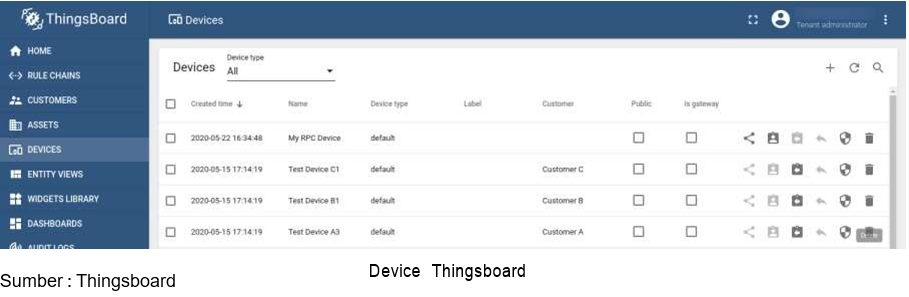 ThingsBoard
Devices
Tenant administrator
HOME
RULE CHAINS
CUSTOMERS
ASSETS
DEVICES
ENTITY VIEWS
WIDGETS LIBRARY
DASHBOARDS
AUDIT LOGS
Devices
Device type
All
Created time Name Device type Label Customer Public Is gateway
2020-05-22 16:34:48 My RPC Device default
2020-05-15 17:14:19 Test Device C1 default Customer C
2020-05-15 17:14:19 Test Device B1 default Customer B
2020-05-15 17:14:19 Test Device A3 default Customer A
Device Thingsboard
Sumber : Thingsboard